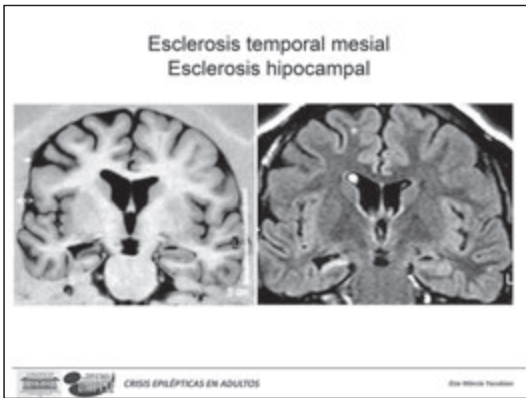 Esclerosis temporal mesial
Esclerosis hipocampal
L
CRISIS EPILÉPTICAS EN ADULTOS